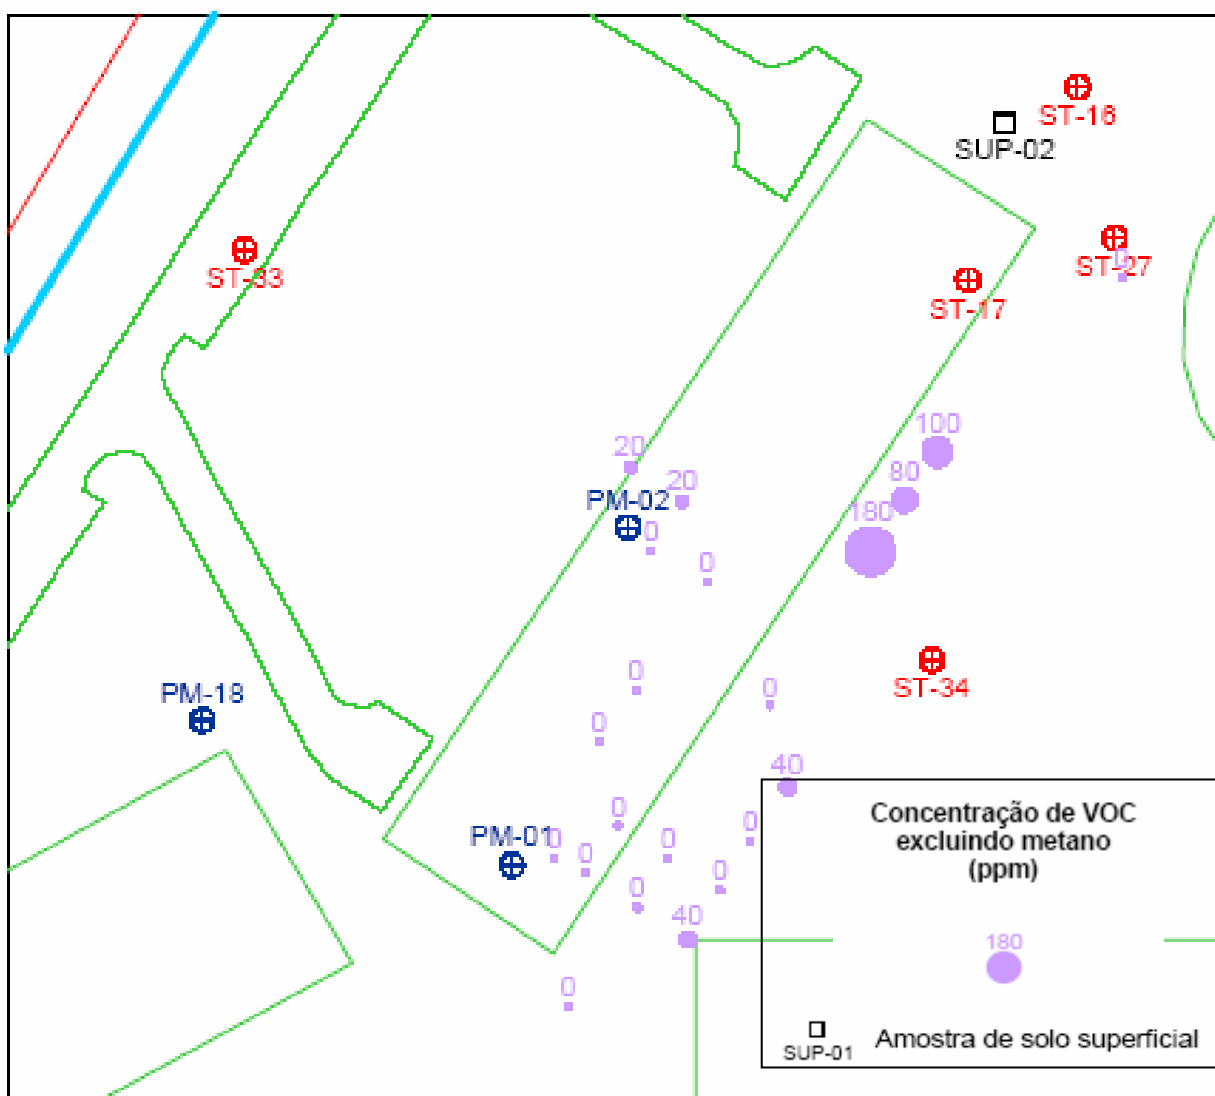 ST-16
SUP-02
ST-27
0
ST-33
ST-17
100
20
80
20
PM-02
180
0
0
0
ST-34
PM-18
0
0
40
0
0
PM-01
0
0
0
0
0
40
0
Concentração de VOC
excluindo metano
(ppm)
180
SUP-01
Amostra de solo superficial